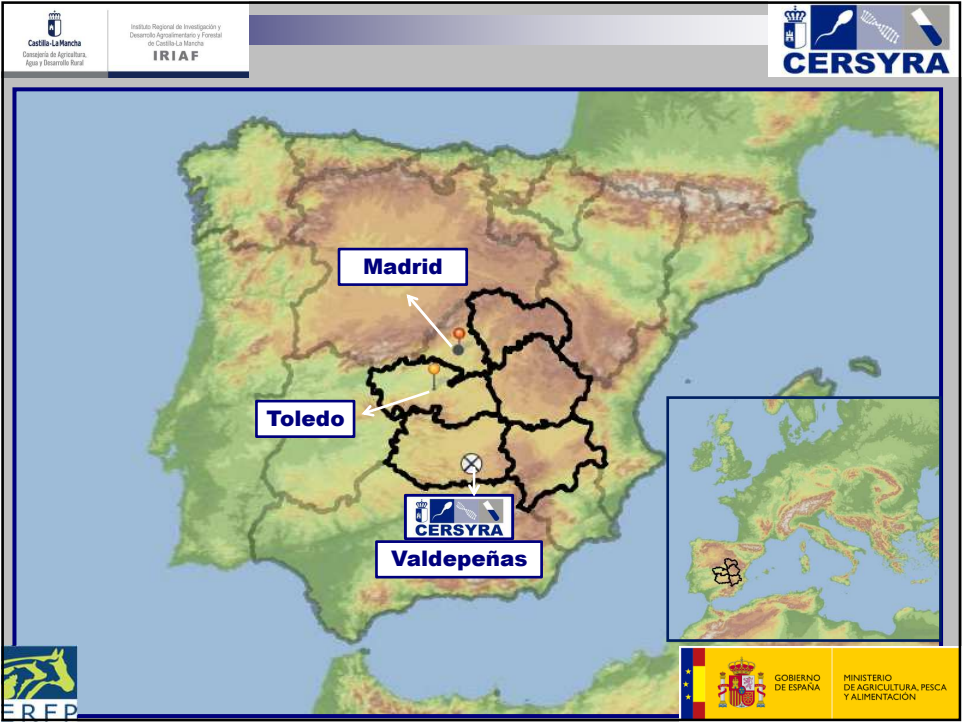 Castilla-La Mancha
Consejería de Agricultura,
Agua y Desarrollo Rural
Instituto Regional de Investigación y
Desarrollo Agroalimentario y Forestal
de Castilla-La Mancha
IRIAF
CERSYRA
Madrid
Toledo
CERSYRA
Valdepeñas
ERFP
GOBIERNO
DE ESPAÑA
MINISTERIO
DE AGRICULTURA, PESCA
Y ALIMENTACIÓN